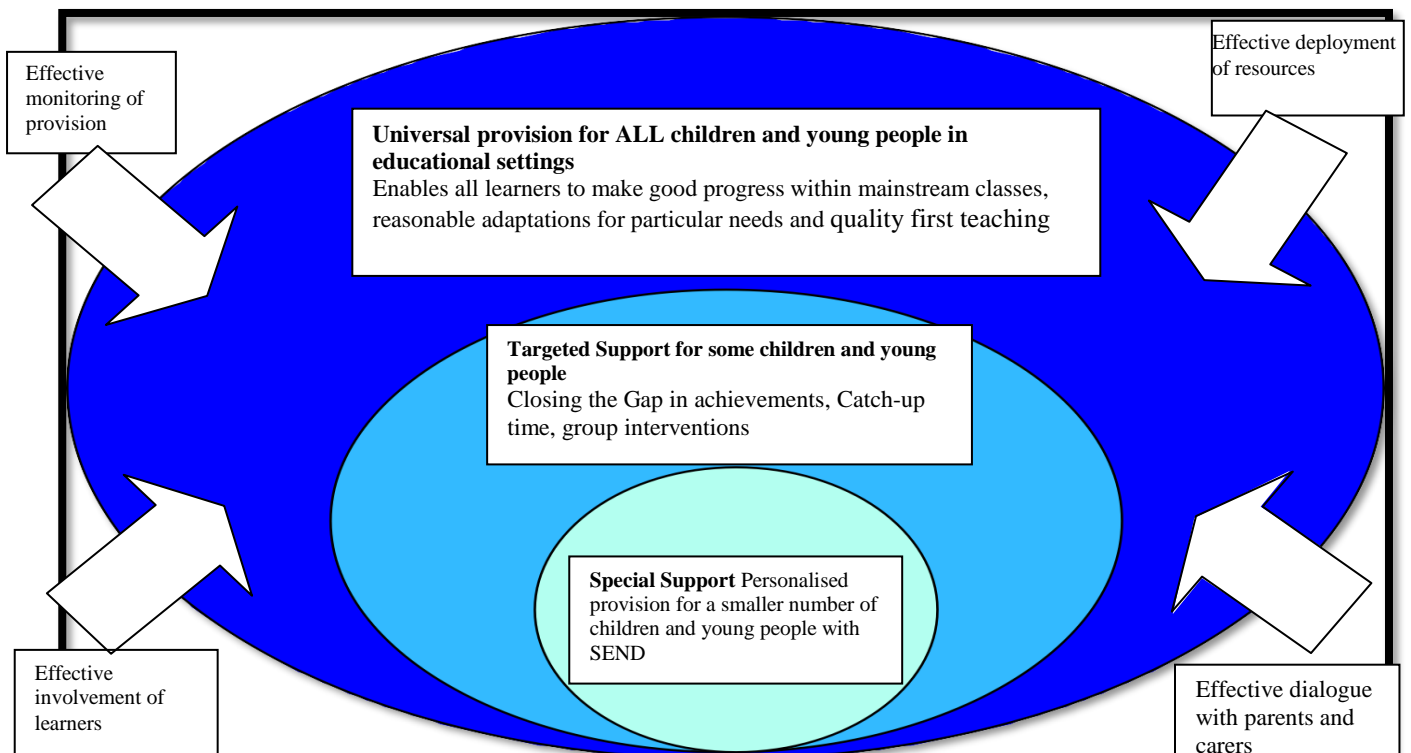 Effective
monitoring of
provision
Effective deployment
of resources
Universal provision for ALL children and young people in
educational settings
Enables all learners to make good progress within mainstream classes,
reasonable adaptations for particular needs and quality first teaching
Targeted Support for some children and young
people
Closing the Gap in achievements, Catch-up
time, group interventions
Special Support Personalised
provision for a smaller number of
children and young people with
SEND
Effective
involvement of
learners
Effective dialogue
with parents and
carers